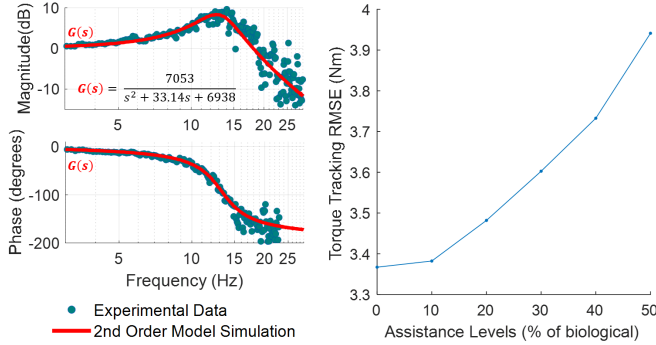 10
0
-10
Magnitude(dB)
G(s)
G(s) = 7053
s² + 33.14s + 6938
5
10
15
20
25
0
-100
-200
Phase (degrees)
G(s)
5
10
15
20
25
Frequency (Hz)
Experimental Data
2nd Order Model Simulation
4
3.9
3.8
3.7
3.6
3.5
3.4
3.3
Torque Tracking RMSE (Nm)
0
10
20
30
40
50
Assistance Levels (% of biological)